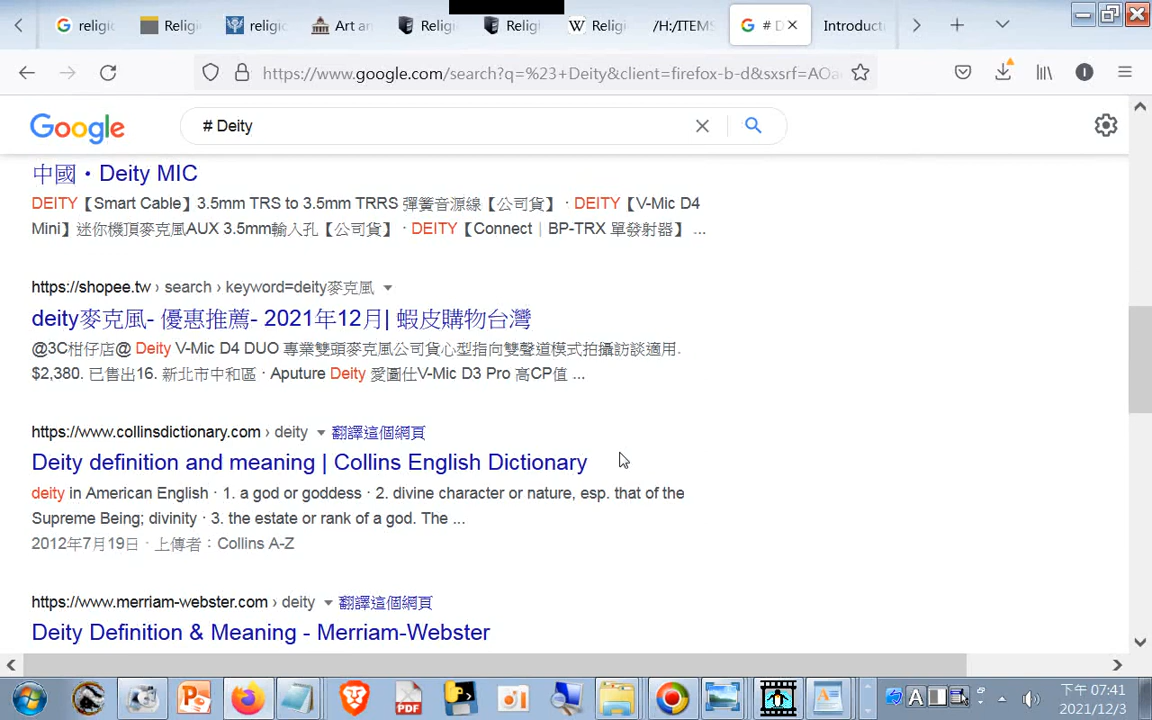 religio
Religi
religio
Art an
Religi
Religi
W Religi
/H:/ITEMS
# D
Introducti
https://www.google.com/search?q=%23+Deity&client=firefox-b-d&sxsrf=AOa
Google
# Deity
中國・Deity MIC
DEITY【Smart Cable】3.5mm TRS to 3.5mm TRRS 彈簧音源線【公司貨】 · DEITY【V-Mic D4
Mini】迷你機頂麥克風AUX 3.5mm輸入孔【公司貨】 · DEITY【Connect｜BP-TRX 單發射器】 ...
https://shopee.tw › search › keyword=deity麥克風
deity麥克風- 優惠推薦- 2021年12月| 蝦皮購物台灣
@3C柑仔店@ Deity V-Mic D4 DUO 專業雙頭麥克風公司貨心型指向雙聲道模式拍攝訪談適用.
$2,380. 已售出16. 新北市中和區 · Aputure Deity 愛圖仕V-Mic D3 Pro 高CP值 ...
https://www.collinsdictionary.com › deity 翻譯這個網頁
Deity definition and meaning | Collins English Dictionary
deity in American English · 1. a god or goddess · 2. divine character or nature, esp. that of the
Supreme Being; divinity · 3. the estate or rank of a god. The ...
2012年7月19日 · 上傳者：Collins A-Z
https://www.merriam-webster.com › deity 翻譯這個網頁
Deity Definition & Meaning - Merriam-Webster
PDF
A
下午 07:41
2021/12/3